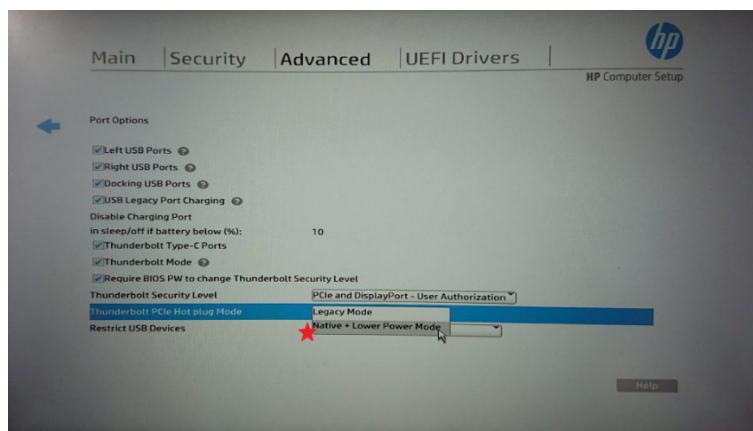 hp
Main Security Advanced UEFI Drivers
HP Computer Setup
Port Options
Left USB Ports ?
Right USB Ports ?
Docking USB Ports ?
USB Legacy Port Charging ?
Disable Charging Port
in sleep/off if battery below (%): 10
Thunderbolt Type-C Ports
Thunderbolt Mode ?
Require BIOS PW to change Thunderbolt Security Level
Thunderbolt Security Level PCIe and DisplayPort - User Authorization
Thunderbolt PCIe Hot plug Mode Legacy Mode
Restrict USB Devices Native + Lower Power Mode
Help